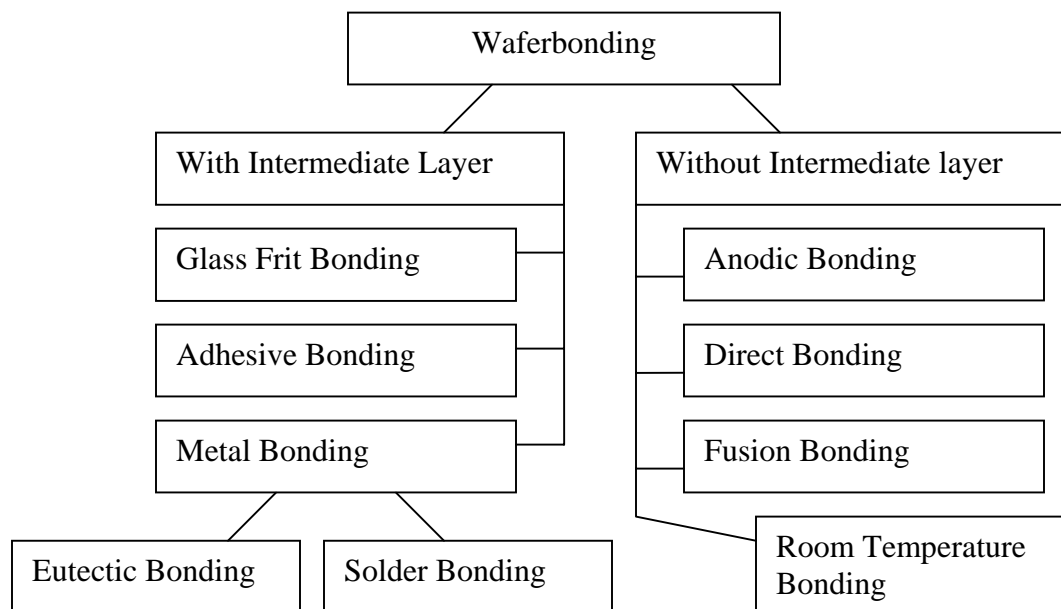 Waferbonding
With Intermediate Layer
Without Intermediate layer
Glass Frit Bonding
Anodic Bonding
Adhesive Bonding
Direct Bonding
Metal Bonding
Fusion Bonding
Eutectic Bonding
Solder Bonding
Room Temperature
Bonding